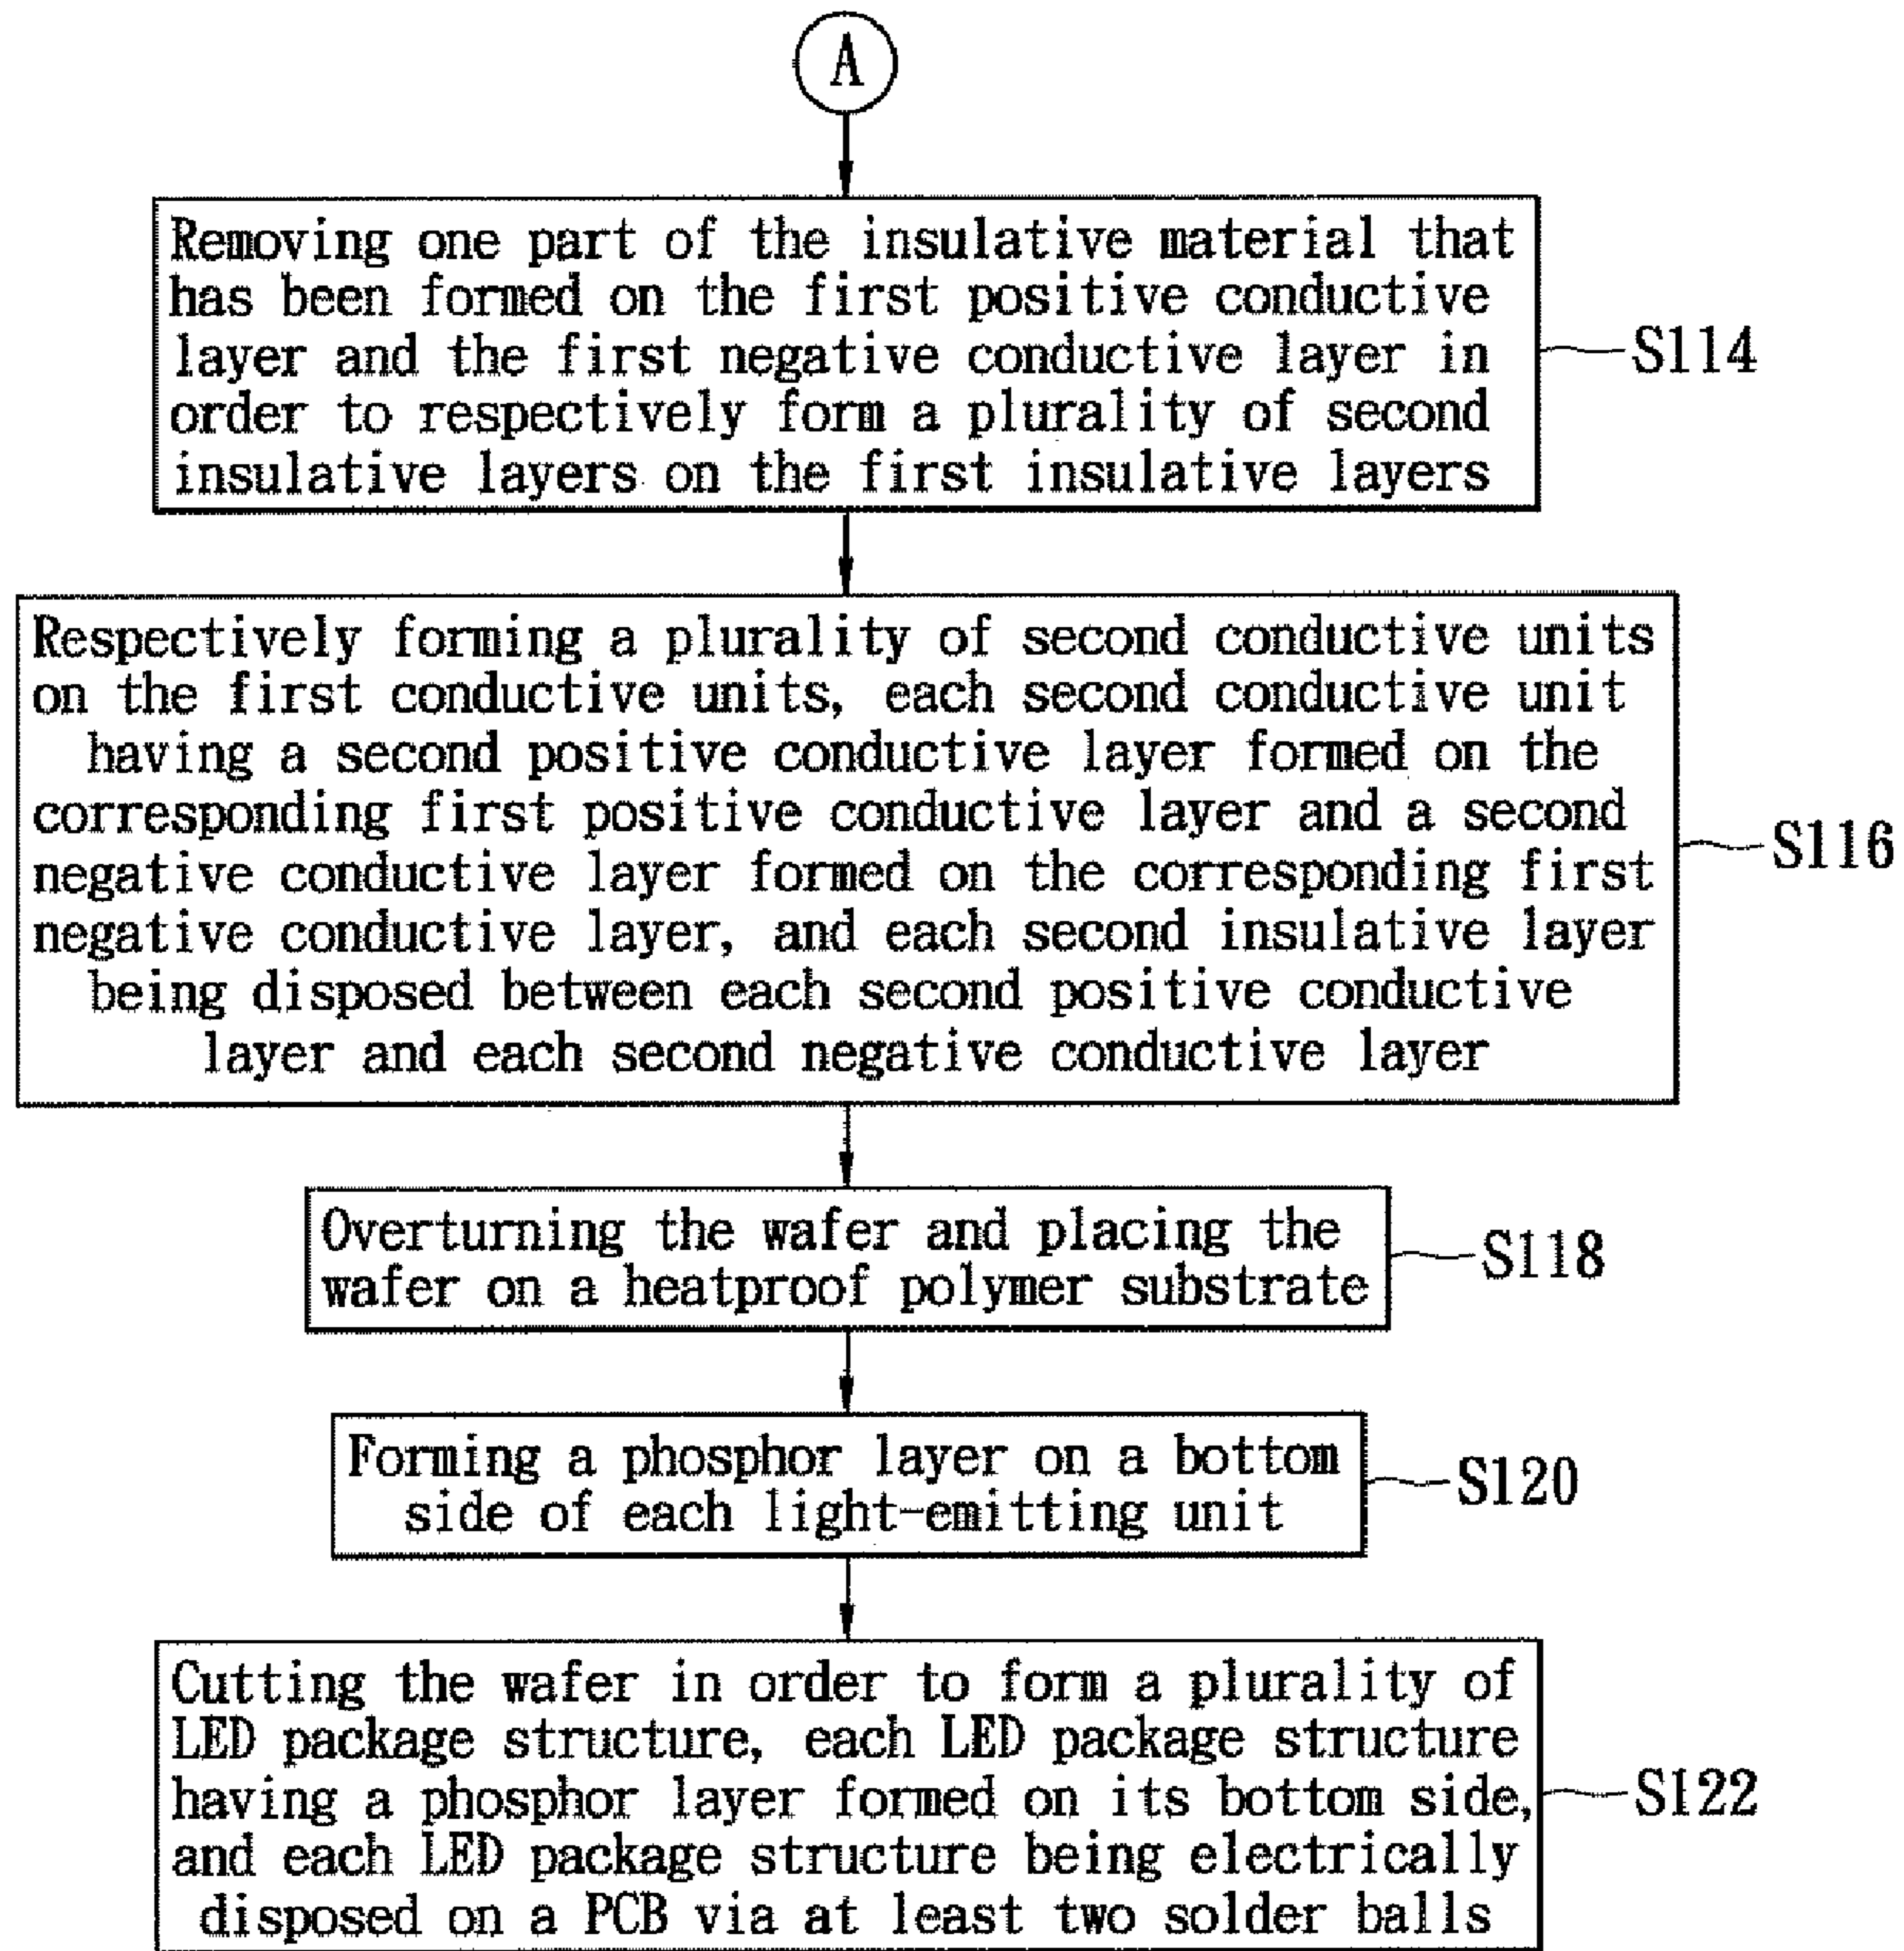 A
Removing one part of the insulative material that
has been formed on the first positive conductive
layer and the first negative conductive layer in
order to respectively form a plurality of second
insulative layers on the first insulative layers
S114
Respectively forming a plurality of second conductive units
on the first conductive units, each second conductive unit
having a second positive conductive layer formed on the
corresponding first positive conductive layer and a second
negative conductive layer formed on the corresponding first
negative conductive layer, and each second insulative layer
being disposed between each second positive conductive
layer and each second negative conductive layer
S116
Overturning the wafer and placing the
wafer on a heatproof polymer substrate
S118
Forming a phosphor layer on a bottom
side of each light-emitting unit
S120
Cutting the wafer in order to form a plurality of
LED package structure, each LED package structure
having a phosphor layer formed on its bottom side,
and each LED package structure being electrically
disposed on a PCB via at least two solder balls
S122